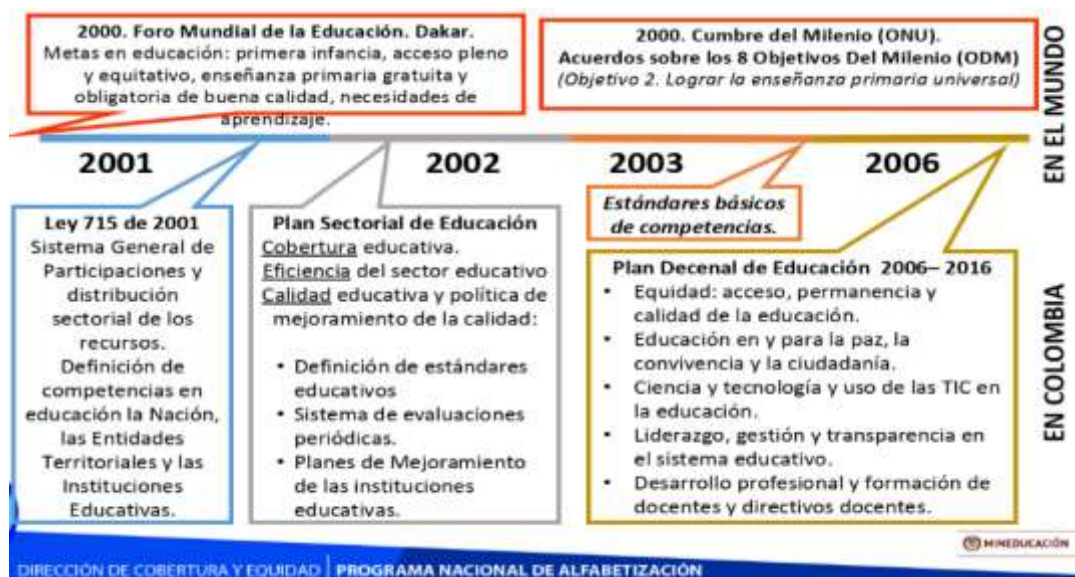 2000. Foro Mundial de la Educación. Dakar.
Metas en educación: primera infancia, acceso pleno
y equitativo, enseñanza primaria gratuita y
obligatoria de buena calidad, necesidades de
aprendizaje.
2000. Cumbre del Milenio (ONU).
Acuerdos sobre los 8 Objetivos Del Milenio (ODM)
(Objetivo 2. Lograr la enseñanza primaria universal)
EN EL MUNDO
2001
2002
2003
2006
Ley 715 de 2001
Sistema General de
Participaciones y
distribución
sectorial de los
recursos.
Definición de
competencias en
educación la Nación,
las Entidades
Territoriales y las
Instituciones
Educativas.
Plan Sectorial de Educación
Cobertura educativa.
Eficiencia del sector educativo
Calidad educativa y política de
mejoramiento de la calidad:
• Definición de estándares
educativos
• Sistema de evaluaciones
periódicas.
• Planes de Mejoramiento
de las instituciones
educativas.
Estándares básicos
de competencias.
Plan Decenal de Educación 2006– 2016
• Equidad: acceso, permanencia y
calidad de la educación.
• Educación en y para la paz, la
convivencia y la ciudadanía.
• Ciencia y tecnología y uso de las TIC en
la educación.
• Liderazgo, gestión y transparencia en
el sistema educativo.
• Desarrollo profesional y formación de
docentes y directivos docentes.
EN COLOMBIA
MINEDUCACIÓN
DIRECCIÓN DE COBERTURA Y EQUIDAD | PROGRAMA NACIONAL DE ALFABETIZACIÓN